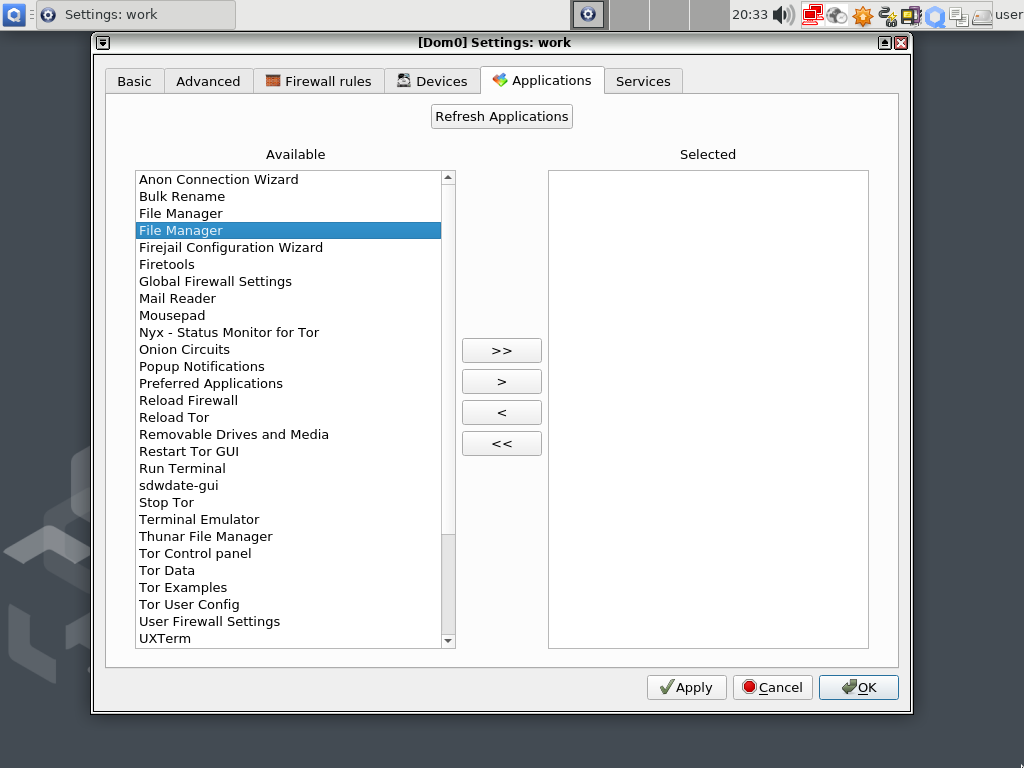 Settings: work
20:33
user
[Dom0] Settings: work
Basic
Advanced
Firewall rules
Devices
Applications
Services
Refresh Applications
Available
Selected
Anon Connection Wizard
Bulk Rename
File Manager
File Manager
Firejail Configuration Wizard
Firetools
Global Firewall Settings
Mail Reader
Mousepad
Nyx - Status Monitor for Tor
Onion Circuits
Popup Notifications
Preferred Applications
Reload Firewall
Reload Tor
Removable Drives and Media
Restart Tor GUI
Run Terminal
sdwdate-gui
Stop Tor
Terminal Emulator
Thunar File Manager
Tor Control panel
Tor Data
Tor Examples
Tor User Config
User Firewall Settings
UXTerm
>>
>
<
<<
Apply
Cancel
OK